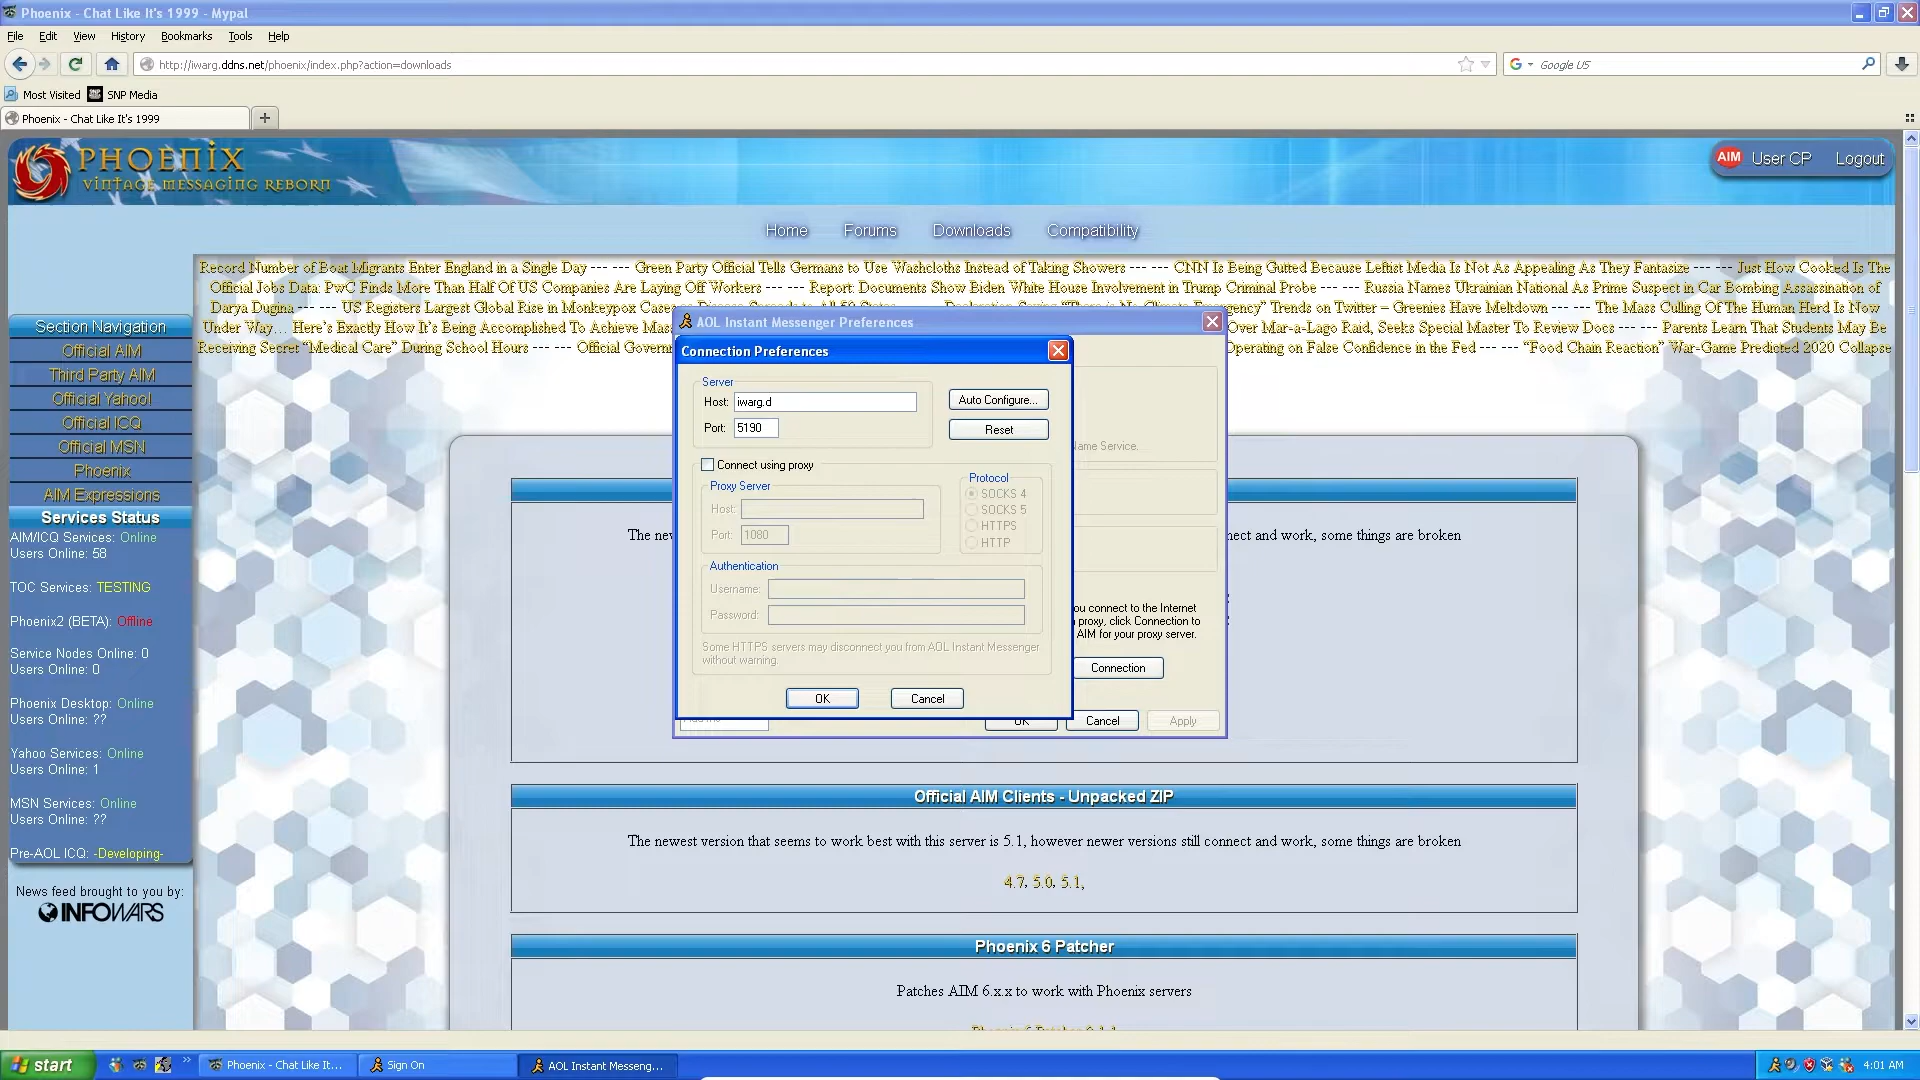 Phoenix - Chat Like It's 1999 - Mypal
File Edit View History Bookmarks Tools Help
http://iwarg.ddns.net/phoenix/index.php?action=downloads
Google US
Most Visited SNP Media
Phoenix - Chat Like It's 1999
PHOENIX
VINTAGE MESSAGING REBORN
AIM User CP Logout
Home Forums Downloads Compatibility
Record Number of Boat Migrants Enter England in a Single Day --- --- Green Party Official Tells Germans to Use Washcloths Instead of Taking Showers --- --- CNN Is Being Gutted Because Leftist Media Is Not As Appealing As They Fantasize --- --- Just How Cooked Is The
Official Jobs Data: PwC Finds More Than Half Of US Companies Are Laying Off Workers --- --- Report: Documents Show Biden White House Involvement in Trump Criminal Probe --- --- Russia Names Ukrainian National As Prime Suspect in Car Bombing Assassination of
Darya Dugina --- --- US Registers Largest Global Rise in Monkeypox Cases Trends on Twitter – Greenies Have Meltdown --- --- The Mass Culling Of The Human Herd Is Now
Under Way… Here's Exactly How It's Being Accomplished To Achieve Over Mar-a-Lago Raid, Seeks Special Master To Review Docs --- --- Parents Learn That Students May Be
Receiving Secret “Medical Care” During School Hours --- --- Official Operating on False Confidence in the Fed --- --- “Food Chain Reaction” War-Game Predicted 2020 Collapse
Section Navigation
Official AIM
Third Party AIM
Official Yahoo!
Official ICQ
Official MSN
Phoenix
AIM Expressions
Services Status
AIM/ICQ Services: Online
Users Online: 58
TOC Services: TESTING
Phoenix2 (BETA): Offline
Service Nodes Online: 0
Users Online: 0
Phoenix Desktop: Online
Users Online: ??
Yahoo Services: Online
Users Online: 1
MSN Services: Online
Users Online: ??
Pre-AOL ICQ: -Developing-
News feed brought to you by:
INFOWARS
AOL Instant Messenger Preferences
Connection Preferences
Server
Host: iwarg.d
Port: 5190
Auto Configure...
Reset
Connect using proxy
Proxy Server
Host:
Port: 1080
Protocol
SOCKS 4
SOCKS 5
HTTPS
HTTP
Authentication
Username:
Password:
Some HTTPS servers may disconnect you from AOL Instant Messenger
without warning.
OK Cancel
Name Service.
connect to the Internet
proxy, click Connection to
AIM for your proxy server.
Connection
OK Cancel Apply
and work, some things are broken
Official AIM Clients - Unpacked ZIP
The newest version that seems to work best with this server is 5.1, however newer versions still connect and work, some things are broken
4.7, 5.0, 5.1,
Phoenix 6 Patcher
Patches AIM 6.x.x to work with Phoenix servers
start
Phoenix - Chat Like It... Sign On AOL Instant Messeng...
4:01 AM